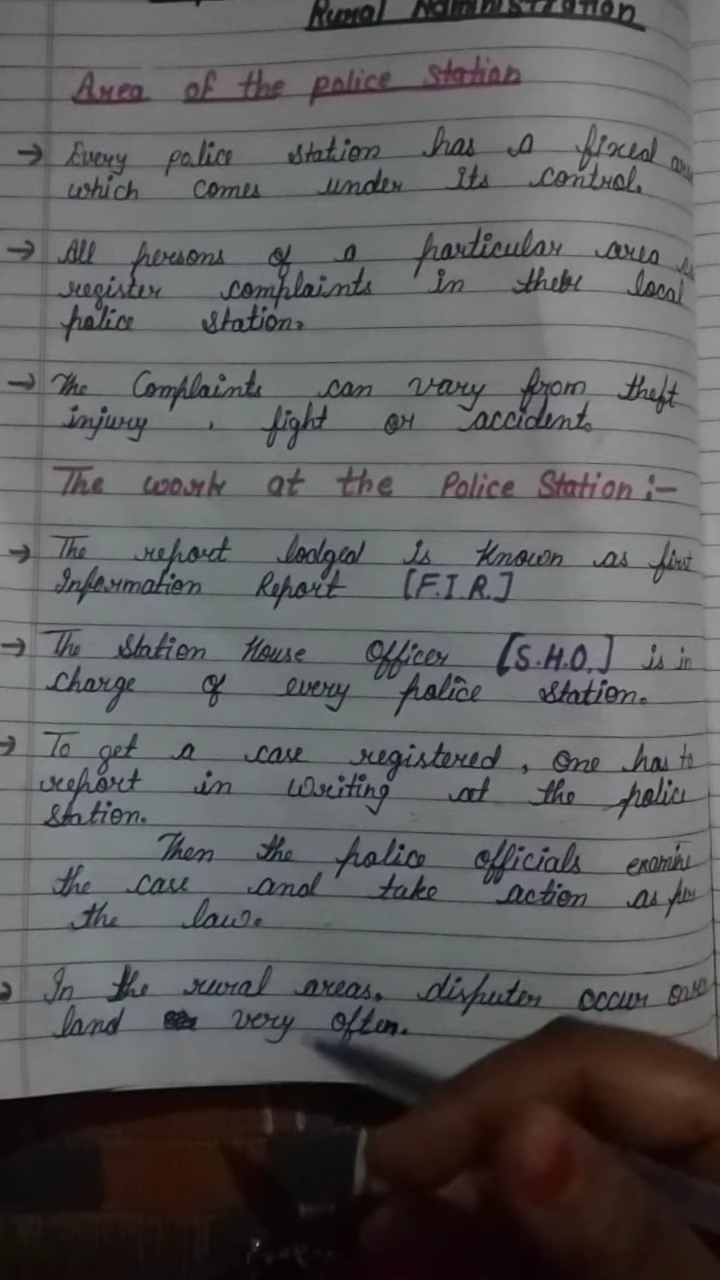 Rural Administration
Area of the police station
→ Every police station has a fixed
which comes under its control.
→ All persons of a particular area
register complaints in their local
police station.
→ The Complaints can vary from theft
injury , fight or accident.
The work at the Police Station :-
→ The report lodged is known as first
Information Report [F.I.R.]
→ The Station House Officer [S.H.O.] is in
charge of every police station.
→ To get a case registered, one has to
report in writing at the police
station.
Then the police officials examine
the case and take action as per
the law.
→ In the rural areas, disputes occur over
land very often.